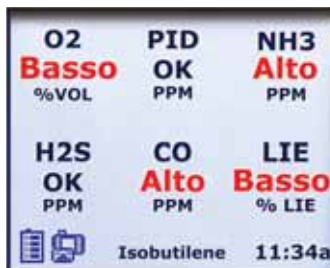 O2 PID NH3
Basso OK Alto
%VOL PPM PPM
H2S CO LIE
OK Alto Basso
PPM PPM % LIE
Isobutilene 11:34a